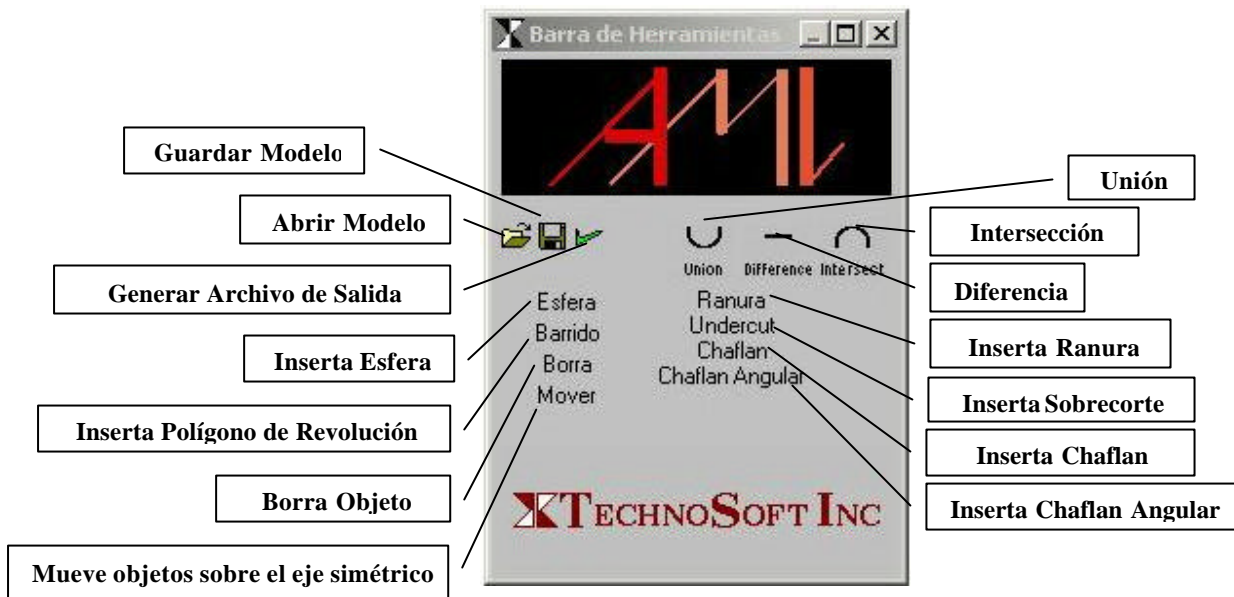 Barra de Herramientas
AML
Guardar Modelo
Abrir Modelo
Generar Archivo de Salida
Inserta Esfera
Inserta Polígono de Revolución
Borra Objeto
Mueve objetos sobre el eje simétrico
Union
Difference
Intersect
Esfera
Barrido
Borra
Mover
Ranura
Undercut
Chaflan
Chaflan Angular
TECHNOSOFT INC
Unión
Intersección
Diferencia
Inserta Ranura
Inserta Sobrecorte
Inserta Chaflan
Inserta Chaflan Angular